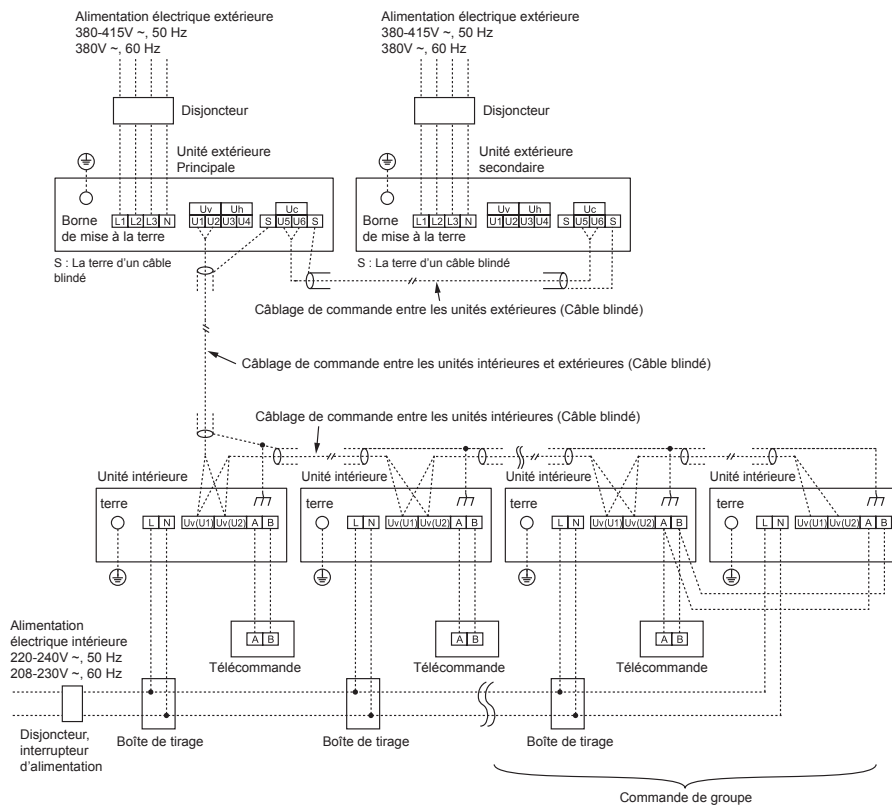 Alimentation électrique extérieure
380-415V ~, 50 Hz
380V ~, 60 Hz
Alimentation électrique extérieure
380-415V ~, 50 Hz
380V ~, 60 Hz
Disjoncteur
Disjoncteur
Unité extérieure
Principale
Unité extérieure
secondaire
Uv Uh Uc
Borne
de mise à la terre
L1 L2 L3 N U1 U2 U3 U4 S U5 U6 S
Uv Uh Uc
Borne
de mise à la terre
L1 L2 L3 N U1 U2 U3 U4 S U5 U6 S
S : La terre d'un câble
blindé
S : La terre d'un câble blindé
Câblage de commande entre les unités extérieures (Câble blindé)
Câblage de commande entre les unités intérieures et extérieures (Câble blindé)
Câblage de commande entre les unités intérieures (Câble blindé)
Unité intérieure
Unité intérieure
Unité intérieure
Unité intérieure
terre
L N Uv(U1) Uv(U2) A B
terre
L N Uv(U1) Uv(U2) A B
terre
L N Uv(U1) Uv(U2) A B
terre
L N Uv(U1) Uv(U2) A B
A B
A B
A B
Télécommande
Télécommande
Télécommande
Alimentation
électrique intérieure
220-240V ~, 50 Hz
208-230V ~, 60 Hz
Disjoncteur,
interrupteur
d'alimentation
Boîte de tirage
Boîte de tirage
Boîte de tirage
Commande de groupe